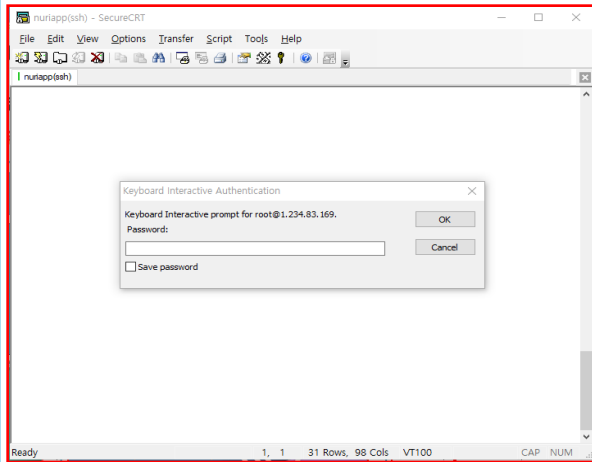 nuriapp(ssh) - SecureCRT
File Edit View Options Transfer Script Tools Help
nuriapp(ssh)
Keyboard Interactive Authentication
Keyboard Interactive prompt for root@1.234.83.169.
OK
Password:
Cancel
Save password
Ready 1, 1 31 Rows, 98 Cols VT100 CAP NUM